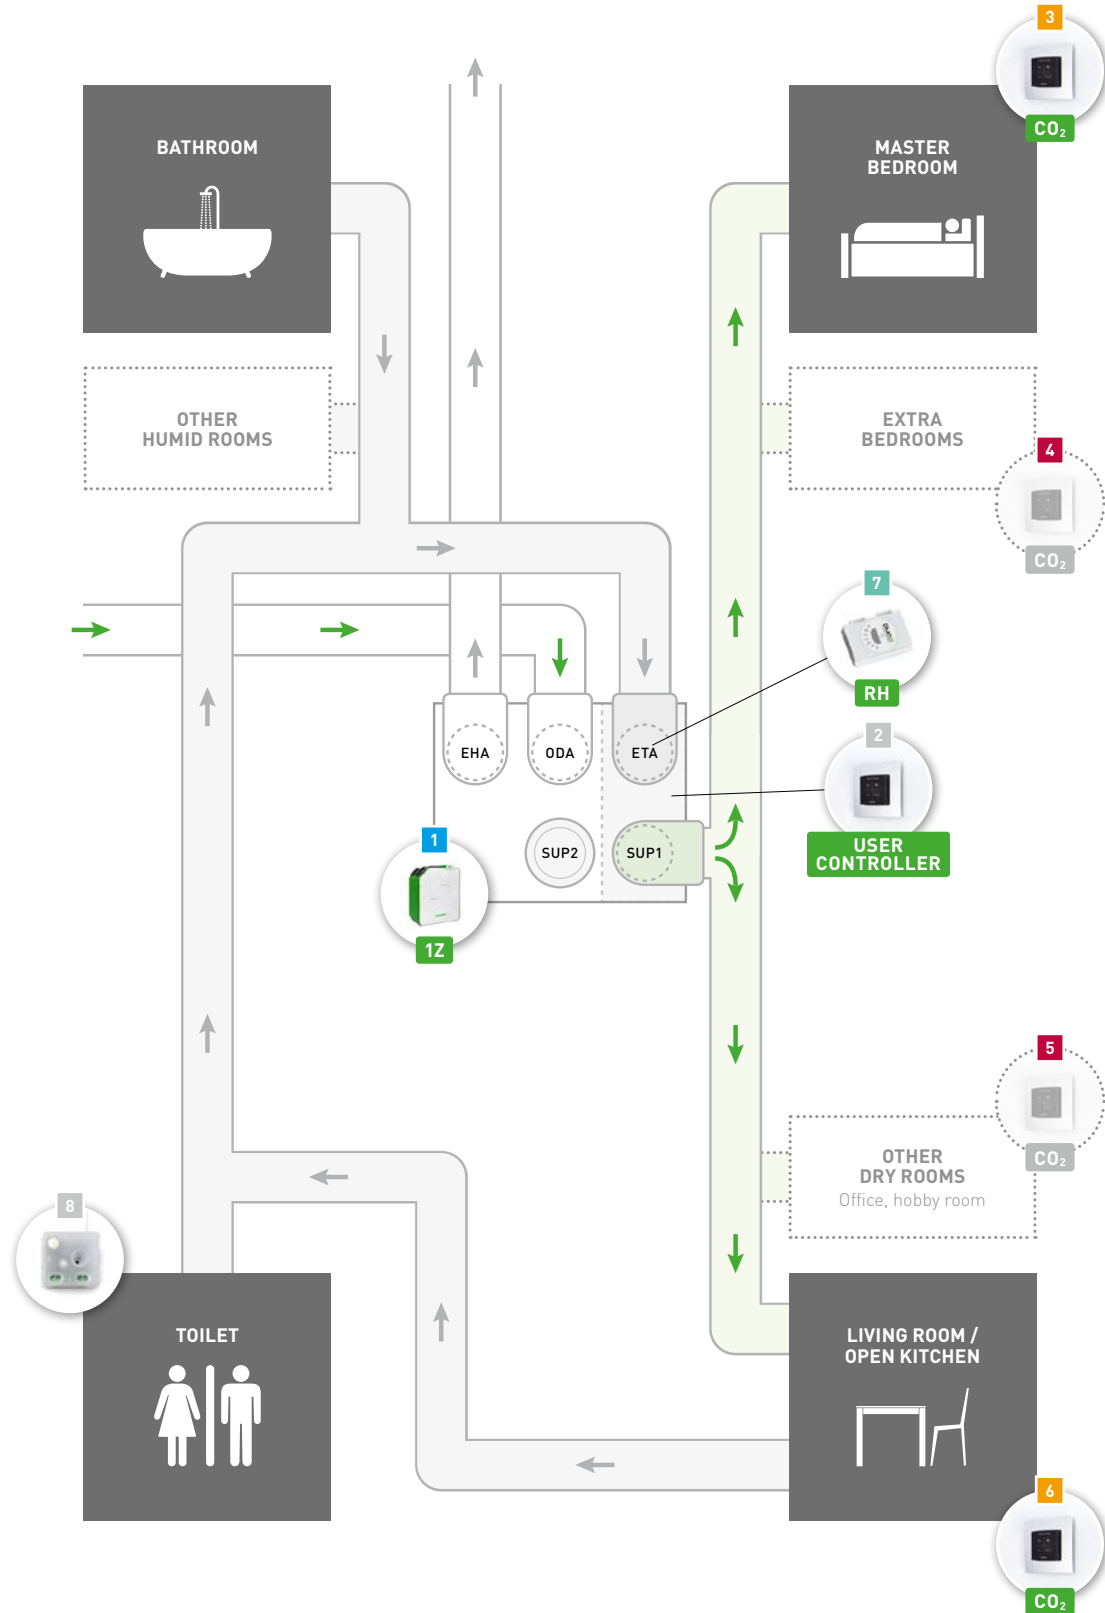 3
CO₂
BATHROOM
MASTER
BEDROOM
OTHER
HUMID ROOMS
EXTRA
BEDROOMS
4
CO₂
7
RH
EHA
ODA
ETA
2
USER
CONTROLLER
SUP2
SUP1
1
1Z
5
CO₂
OTHER
DRY ROOMS
Office, hobby room
8
TOILET
LIVING ROOM /
OPEN KITCHEN
6
CO₂